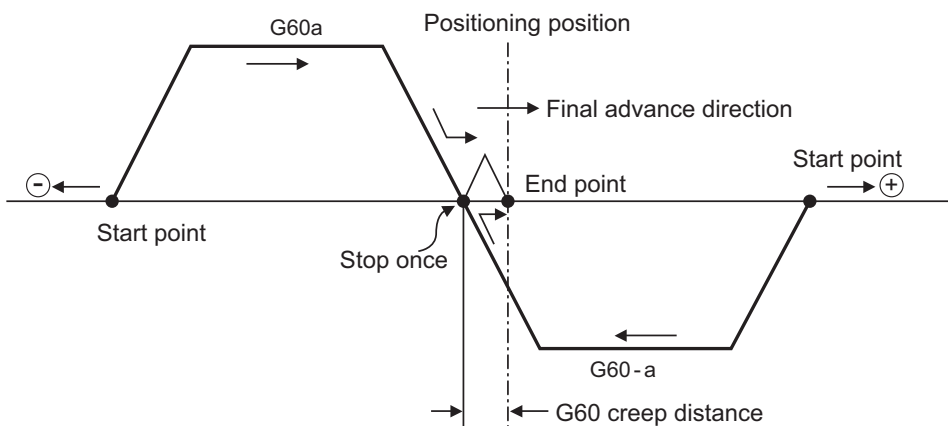 G60a
Positioning position
Final advance direction
Start point
- +
End point
Start point
Stop once
G60-a
G60 creep distance